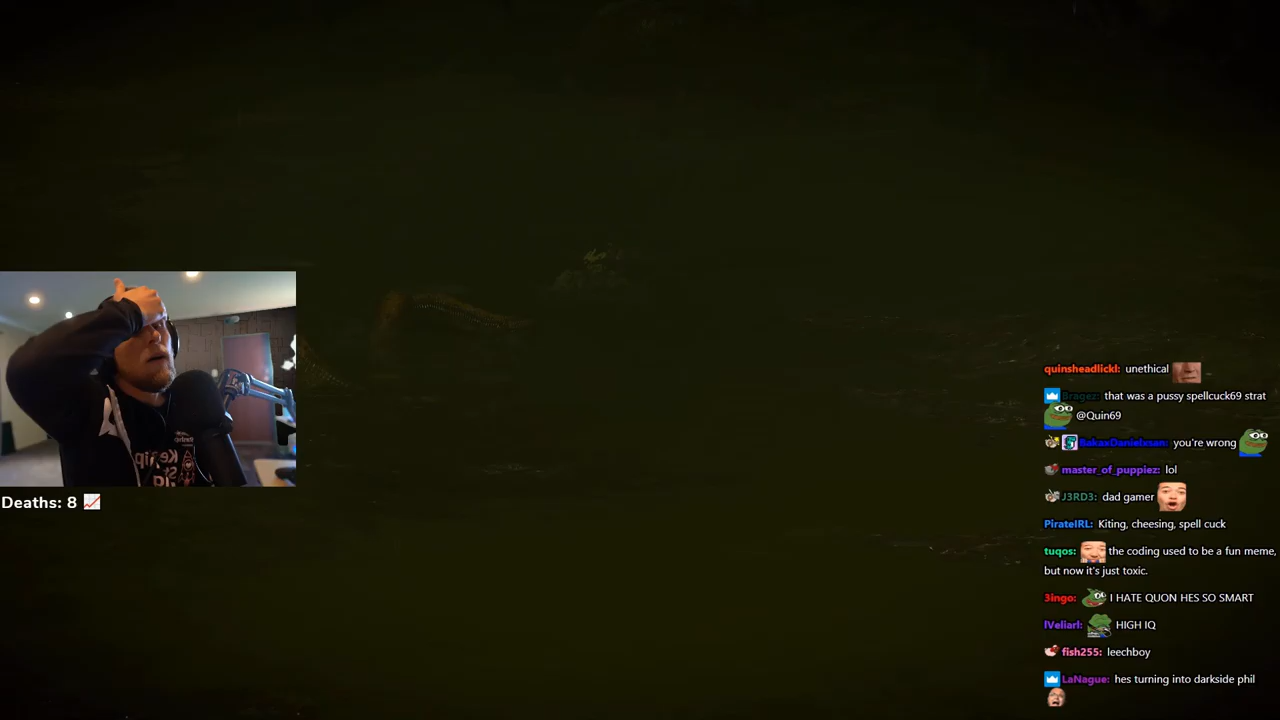 quinsheadlickl: unethical
Bragez: that was a pussy spellcuck69 strat
@Quin69
BakaxDanielxsan: you're wrong
master_of_puppiez: lol
J3RD3: dad gamer
PirateIRL: Kiting, cheesing, spell cuck
tuqos: the coding used to be a fun meme,
but now it's just toxic.
3ingo: I HATE QUON HES SO SMART
lVeliarl: HIGH IQ
fish255: leechboy
LaNague: hes turning into darkside phil
Deaths: 8